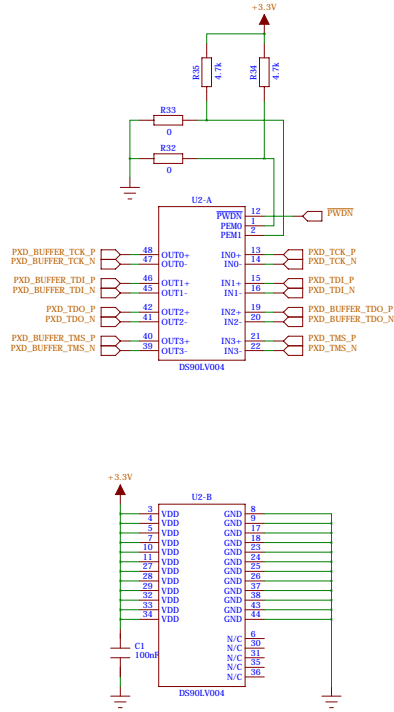 +3.3V
R35
4.7k
R34
4.7k
R33
0
R32
0
U2-A
PWDN 12 PWDN
PEM0 1
PEM1 2
PXD_BUFFER_TCK_P 48 OUT0+ IN0+ 13 PXD_TCK_P
PXD_BUFFER_TCK_N 47 OUT0- IN0- 14 PXD_TCK_N
PXD_BUFFER_TDI_P 46 OUT1+ IN1+ 15 PXD_TDI_P
PXD_BUFFER_TDI_N 45 OUT1- IN1- 16 PXD_TDI_N
PXD_TDO_P 42 OUT2+ IN2+ 19 PXD_BUFFER_TDO_P
PXD_TDO_N 41 OUT2- IN2- 20 PXD_BUFFER_TDO_N
PXD_BUFFER_TMS_P 40 OUT3+ IN3+ 21 PXD_TMS_P
PXD_BUFFER_TMS_N 39 OUT3- IN3- 22 PXD_TMS_N
DS90LV004
+3.3V
U2-B
3 VDD GND 8
4 VDD GND 9
5 VDD GND 17
7 VDD GND 18
10 VDD GND 23
11 VDD GND 24
27 VDD GND 25
28 VDD GND 26
29 VDD GND 37
32 VDD GND 38
33 VDD GND 43
34 VDD GND 44
N/C 6
N/C 30
N/C 31
N/C 35
N/C 36
C1
100nF
DS90LV004